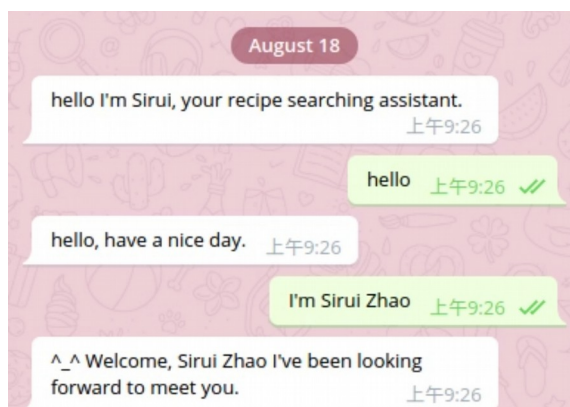 August 18
hello I'm Sirui, your recipe searching assistant.
上午9:26
hello 上午9:26
hello, have a nice day. 上午9:26
I'm Sirui Zhao 上午9:26
^_^ Welcome, Sirui Zhao I've been looking
forward to meet you. 上午9:26